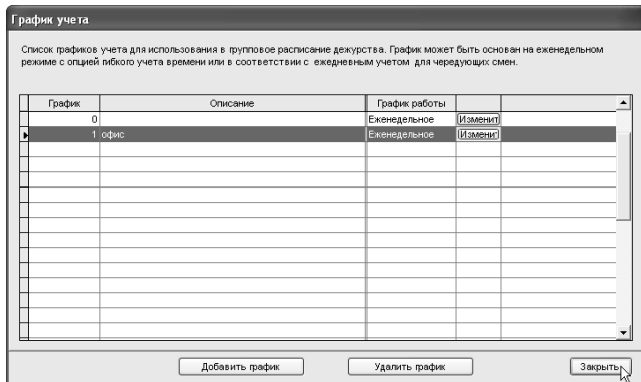 График учета
Список графиков учета для использования в групповое расписание дежурства. График может быть основан на еженедельном
режиме с опцией гибкого учета времени или в соответствии с ежедневным учетом для чередующих смен.
График Описание График работы
0 Еженедельное Изменит
1 офис Еженедельное Изменит
Добавить график Удалить график Закрыть